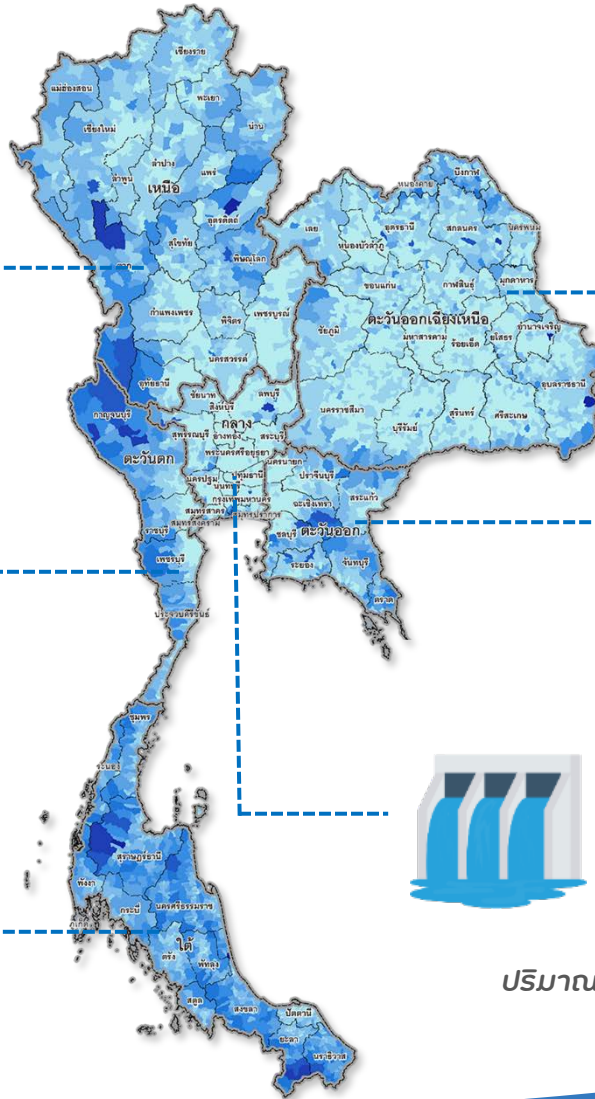 เชียงราย
แม่ฮ่องสอน
พะเยา
เชียงใหม่
น่าน
ลำปาง
ลำพูน
แพร่
เหนือ
อุตรดิตถ์
สุโขทัย
ตาก
พิษณุโลก
กำแพงเพชร
พิจิตร
เพชรบูรณ์
นครสวรรค์
อุทัยธานี
บึงกาฬ
หนองคาย
เลย
อุดรธานี
หนองบัวลำภู
สกลนคร
นครพนม
ขอนแก่น
กาฬสินธุ์
มุกดาหาร
ตะวันออกเฉียงเหนือ
ชัยภูมิ
มหาสารคาม
ร้อยเอ็ด
ยโสธร
อำนาจเจริญ
อุบลราชธานี
นครราชสีมา
บุรีรัมย์
สุรินทร์
ศรีสะเกษ
ชัยนาท
ลพบุรี
สิงห์บุรี
กลาง
กาญจนบุรี
สุพรรณบุรี
อ่างทอง
สระบุรี
ตะวันตก
พระนครศรีอยุธยา
นครนายก
ปราจีนบุรี
นครปฐม
ปทุมธานี
นนทบุรี
กรุงเทพมหานคร
ฉะเชิงเทรา
สระแก้ว
สมุทรสาคร
สมุทรปราการ
สมุทรสงคราม
ราชบุรี
ชลบุรี
ตะวันออก
เพชรบุรี
ระยอง
จันทบุรี
ตราด
ประจวบคีรีขันธ์
ชุมพร
ระนอง
สุราษฎร์ธานี
พังงา
กระบี่
นครศรีธรรมราช
ภูเก็ต
ใต้
ตรัง
พัทลุง
สตูล
สงขลา
ปัตตานี
ยะลา
นราธิวาส
ปริมาณ